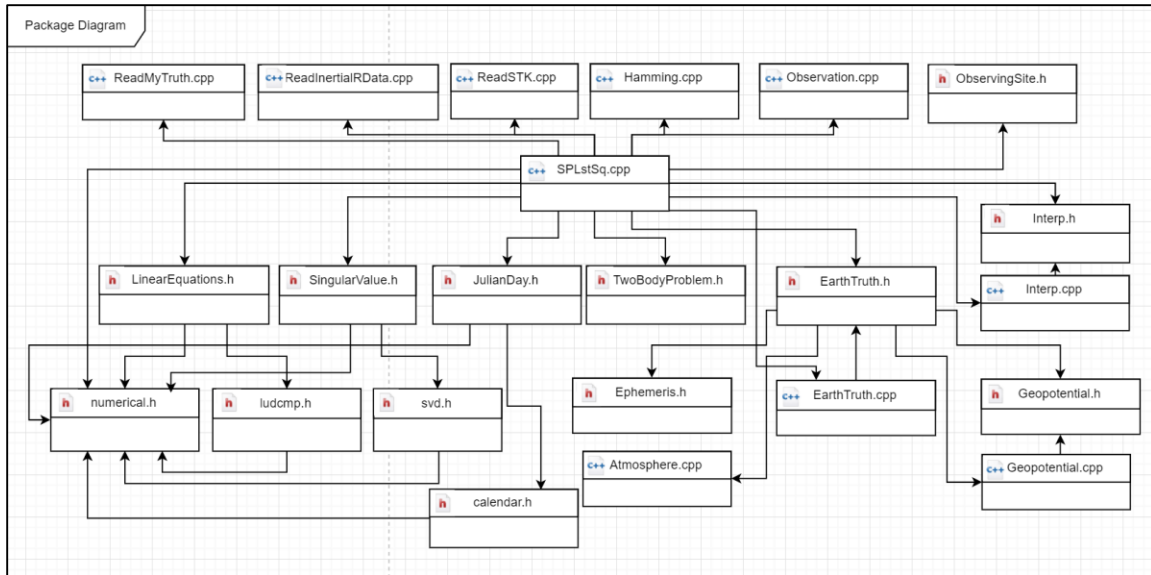 Package Diagram
C++ ReadMyTruth.cpp
C++ ReadInertialRData.cpp
C++ ReadSTK.cpp
C++ Hamming.cpp
C++ Observation.cpp
h ObservingSite.h
C++ SPLstSq.cpp
h Interp.h
h LinearEquations.h
h SingularValue.h
h JulianDay.h
h TwoBodyProblem.h
h EarthTruth.h
C++ Interp.cpp
h numerical.h
h ludcmp.h
h svd.h
h Ephemeris.h
C++ EarthTruth.cpp
h Geopotential.h
C++ Atmosphere.cpp
C++ Geopotential.cpp
h calendar.h